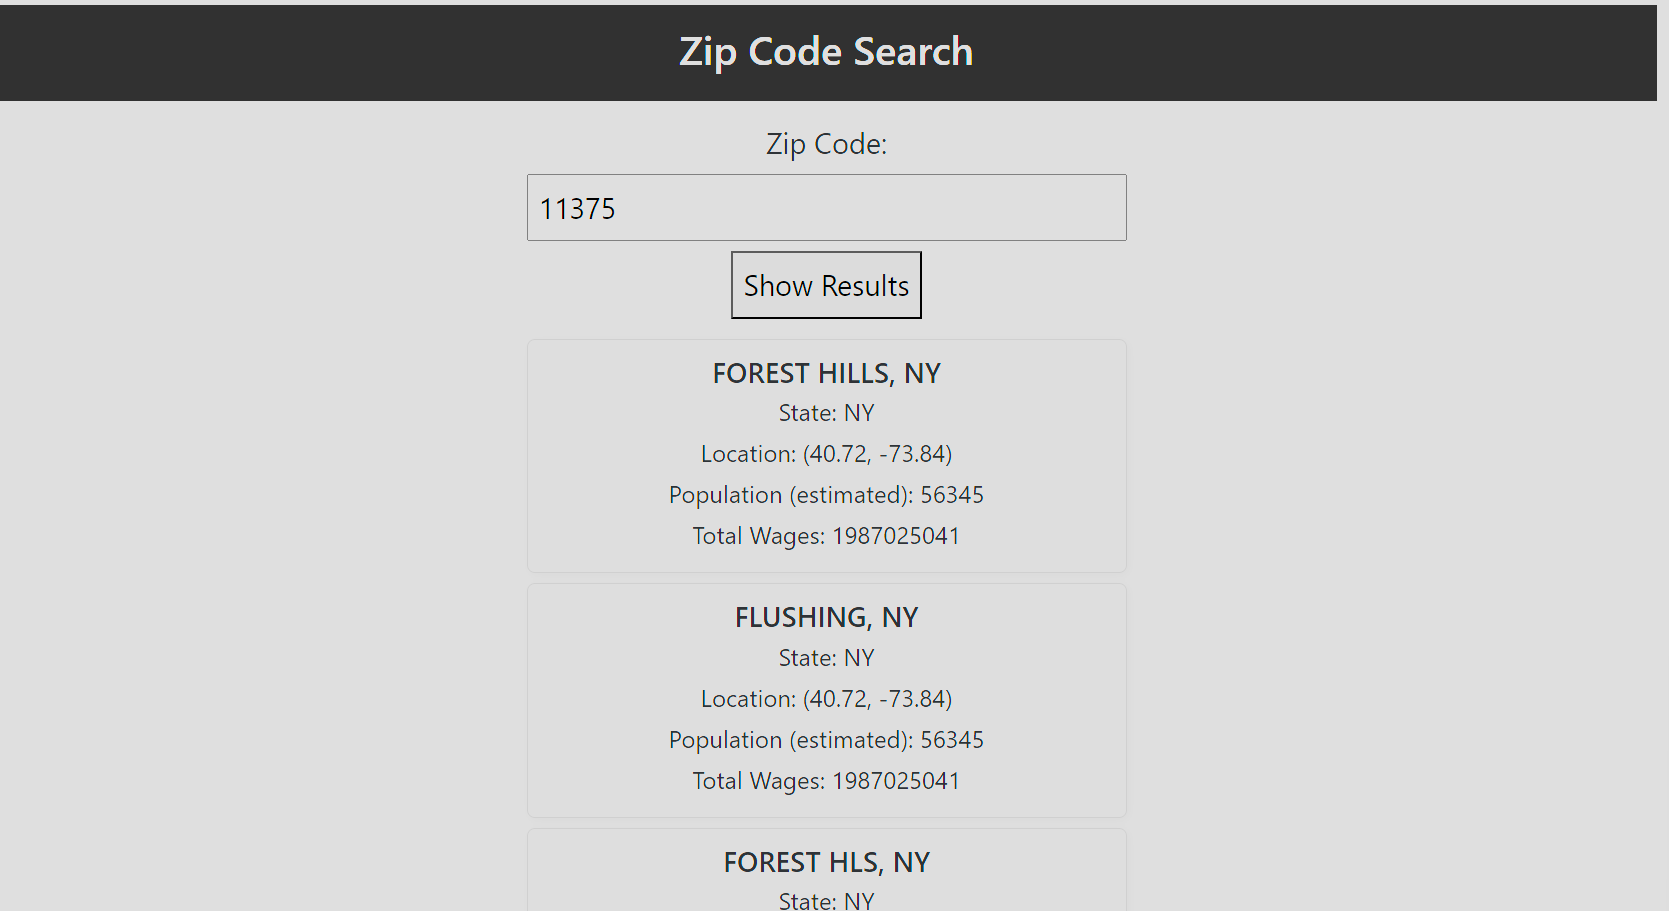 Zip Code Search
Zip Code:
11375
Show Results
FOREST HILLS, NY
State: NY
Location: (40.72, -73.84)
Population (estimated): 56345
Total Wages: 1987025041
FLUSHING, NY
State: NY
Location: (40.72, -73.84)
Population (estimated): 56345
Total Wages: 1987025041
FOREST HLS, NY
State: NY